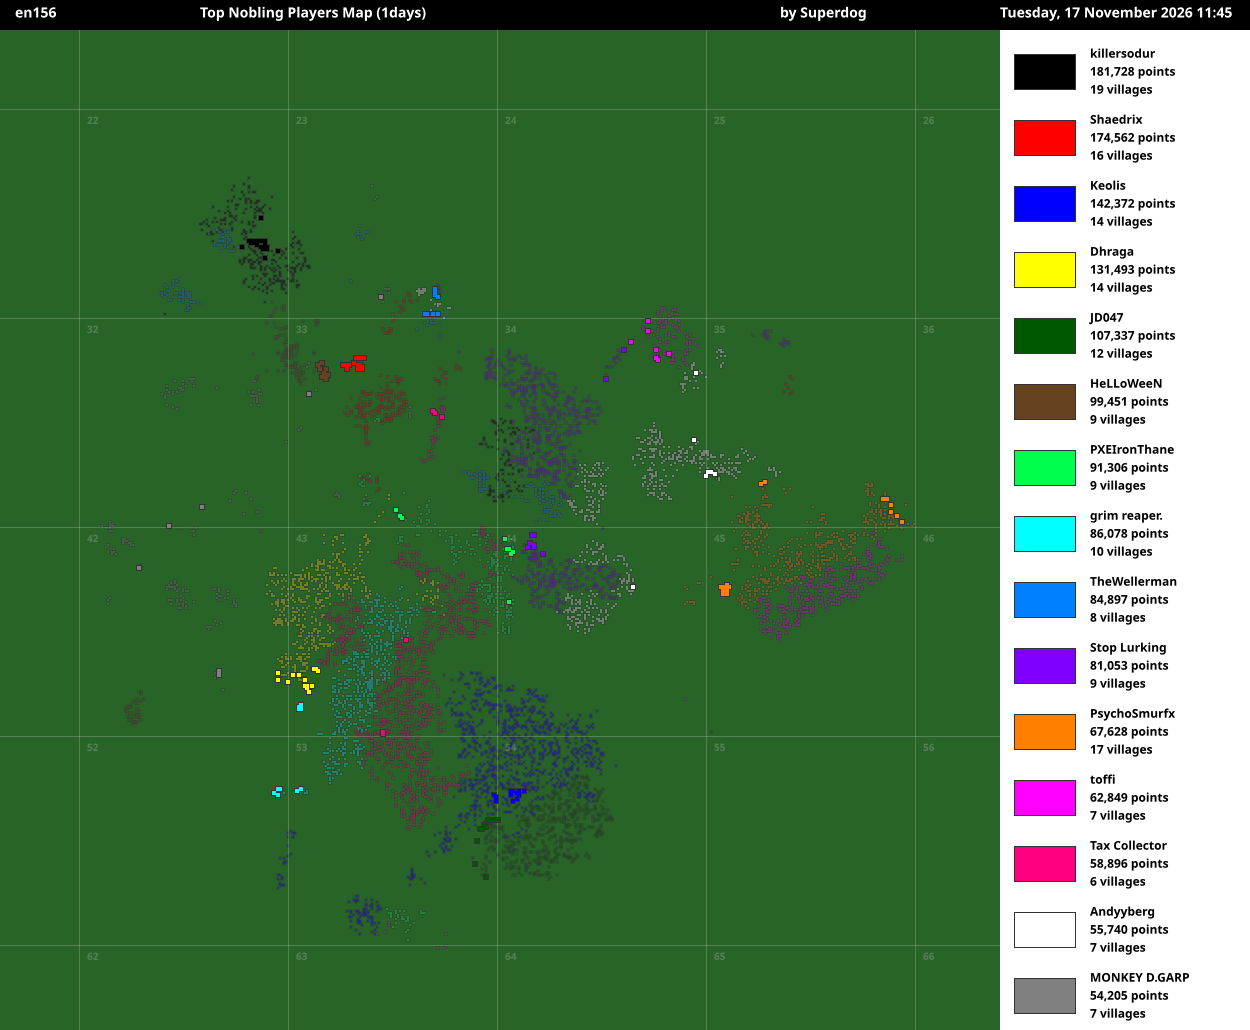 en156
Top Nobling Players Map (1days)
by Superdog
Tuesday, 17 November 2026 11:45
killersodur
181,728 points
19 villages
Shaedrix
174,562 points
16 villages
Keolis
142,372 points
14 villages
Dhraga
131,493 points
14 villages
JD047
107,337 points
12 villages
HeLLoWeeN
99,451 points
9 villages
PXEIronThane
91,306 points
9 villages
grim reaper.
86,078 points
10 villages
TheWellerman
84,897 points
8 villages
Stop Lurking
81,053 points
9 villages
PsychoSmurfx
67,628 points
17 villages
toffi
62,849 points
7 villages
Tax Collector
58,896 points
6 villages
Andyyberg
55,740 points
7 villages
MONKEY D.GARP
54,205 points
7 villages
22 23 24 25 26
32 33 34 35 36
42 43 45 46
52 53 54 55 56
62 63 64 65 66